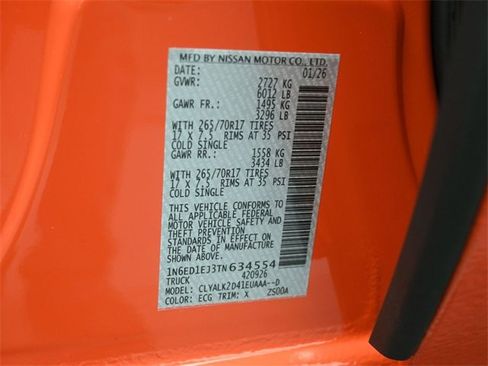 MFD BY NISSAN MOTOR CO., LTD.
DATE: 01/26
GVWR: 2727 KG
6012 LB
GAWR FR.: 1495 KG
3296 LB
WITH 265/70R17 TIRES
17 X 7.5 RIMS AT 35 PSI
COLD SINGLE
GAWR RR.: 1558 KG
3434 LB
WITH 265/70R17 TIRES
17 X 7.5 RIMS AT 35 PSI
COLD SINGLE
THIS VEHICLE CONFORMS TO
ALL APPLICABLE FEDERAL
MOTOR VEHICLE SAFETY AND
THEFT PREVENTION
STANDARDS IN EFFECT ON
THE DATE OF MANUFACTURE
SHOWN ABOVE.
1N6ED1EJ3TN634554
TRUCK 420926
MODEL: CLYALK2D41EUAAA--D
COLOR: ECG TRIM: X ZS00A